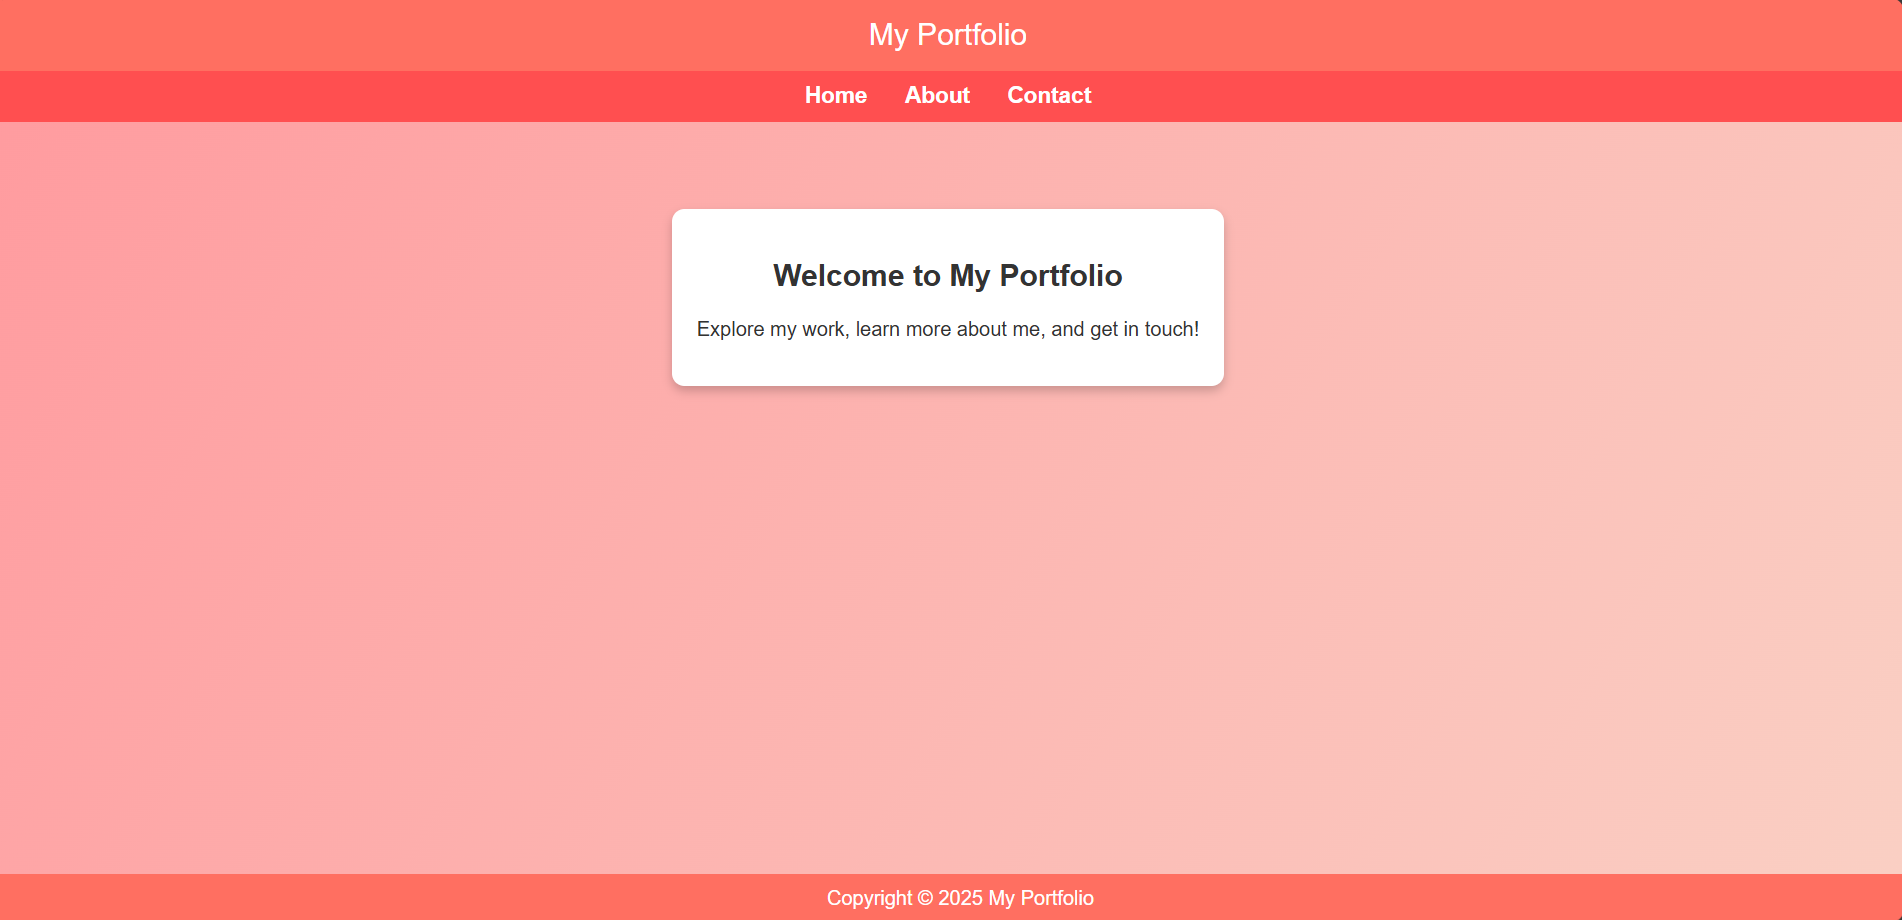 My Portfolio
Home About Contact
Welcome to My Portfolio
Explore my work, learn more about me, and get in touch!
Copyright © 2025 My Portfolio